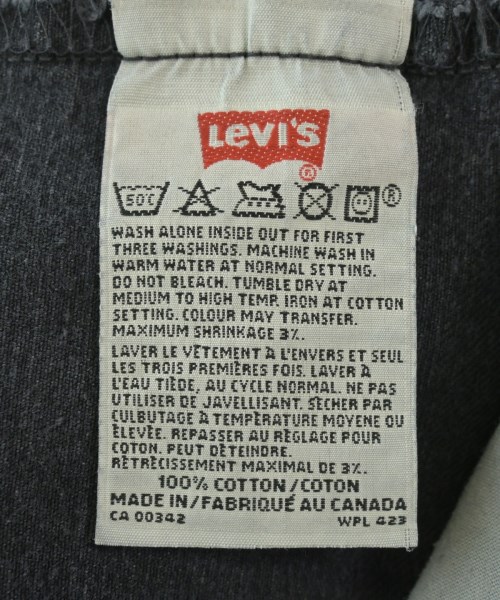 Levi's
®
50C ®
WASH ALONE INSIDE OUT FOR FIRST
THREE WASHINGS. MACHINE WASH IN
WARM WATER AT NORMAL SETTING.
DO NOT BLEACH. TUMBLE DRY AT
MEDIUM TO HIGH TEMP. IRON AT COTTON
SETTING. COLOUR MAY TRANSFER.
MAXIMUM SHRINKAGE 3%.
LAVER LE VÊTEMENT À L'ENVERS ET SEUL
LES TROIS PREMIÈRES FOIS. LAVER À
L'EAU TIÈDE, AU CYCLE NORMAL. NE PAS
UTILISER DE JAVELLISANT. SÉCHER PAR
CULBUTAGE À TEMPÉRATURE MOYENNE OU
ÉLEVÉE. REPASSER AU RÉGLAGE POUR
COTON. PEUT DÉTEINDRE.
RÉTRÉCISSEMENT MAXIMAL DE 3%.
100% COTTON/COTON
MADE IN/FABRIQUÉ AU CANADA
CA 00342 WPL 423